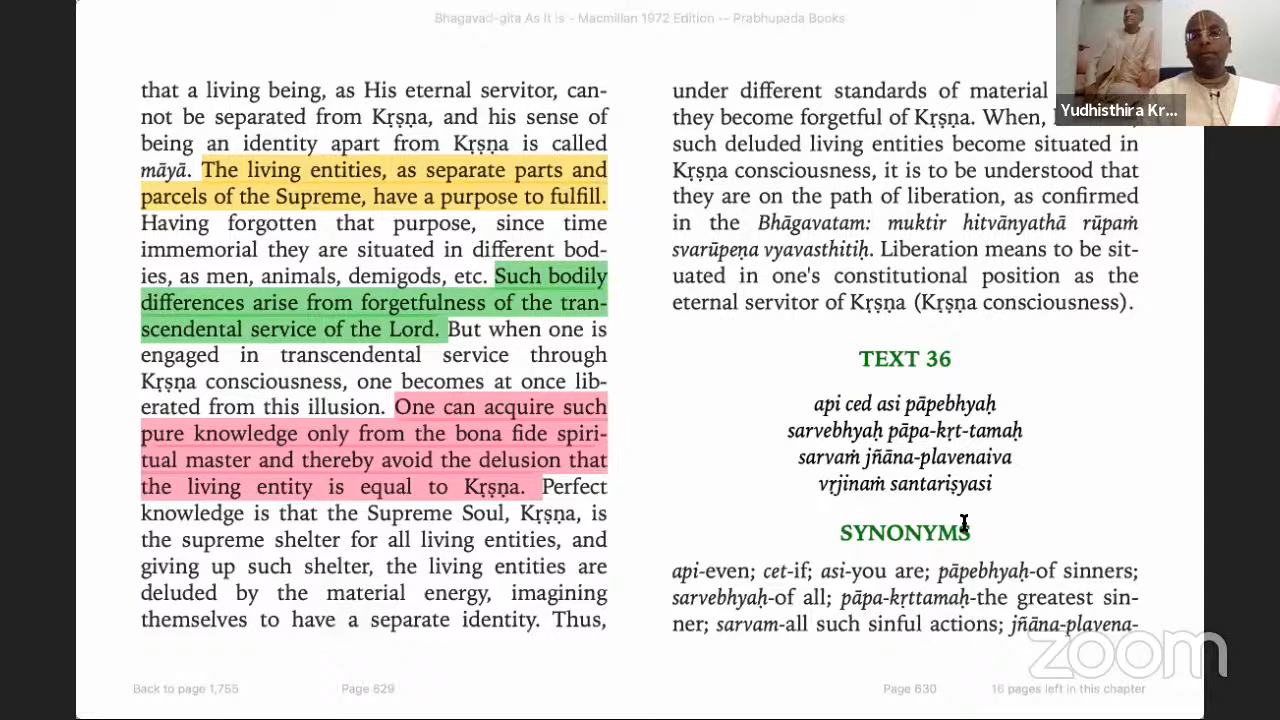 Bhagavad-gita As It Is - Macmillan 1972 Edition -- Prabhupada Books
that a living being, as His eternal servitor, can-
not be separated from Kṛṣṇa, and his sense of
being an identity apart from Kṛṣṇa is called
māyā. The living entities, as separate parts and
parcels of the Supreme, have a purpose to fulfill.
Having forgotten that purpose, since time
immemorial they are situated in different bod-
ies, as men, animals, demigods, etc. Such bodily
differences arise from forgetfulness of the tran-
scendental service of the Lord. But when one is
engaged in transcendental service through
Kṛṣṇa consciousness, one becomes at once lib-
erated from this illusion. One can acquire such
pure knowledge only from the bona fide spiri-
tual master and thereby avoid the delusion that
the living entity is equal to Kṛṣṇa. Perfect
knowledge is that the Supreme Soul, Kṛṣṇa, is
the supreme shelter for all living entities, and
giving up such shelter, the living entities are
deluded by the material energy, imagining
themselves to have a separate identity. Thus,
under different standards of material
they become forgetful of Kṛṣṇa. When,
such deluded living entities become situated in
Kṛṣṇa consciousness, it is to be understood that
they are on the path of liberation, as confirmed
in the Bhāgavatam: muktir hitvānyathā rūpaṁ
svarūpeṇa vyavasthitiḥ. Liberation means to be sit-
uated in one's constitutional position as the
eternal servitor of Kṛṣṇa (Kṛṣṇa consciousness).
TEXT 36
api ced asi pāpebhyaḥ
sarvebhyaḥ pāpa-kṛt-tamaḥ
sarvaṁ jñāna-plavenaiva
vṛjinaṁ santariṣyasi
SYNONYMS
api-even; cet-if; asi-you are; pāpebhyaḥ-of sinners;
sarvebhyaḥ-of all; pāpa-kṛttamaḥ-the greatest sin-
ner; sarvam-all such sinful actions; jñāna-plavena-
Back to page 1,755
Page 629
Page 630
16 pages left in this chapter
Yudhisthira Kr...
zoom